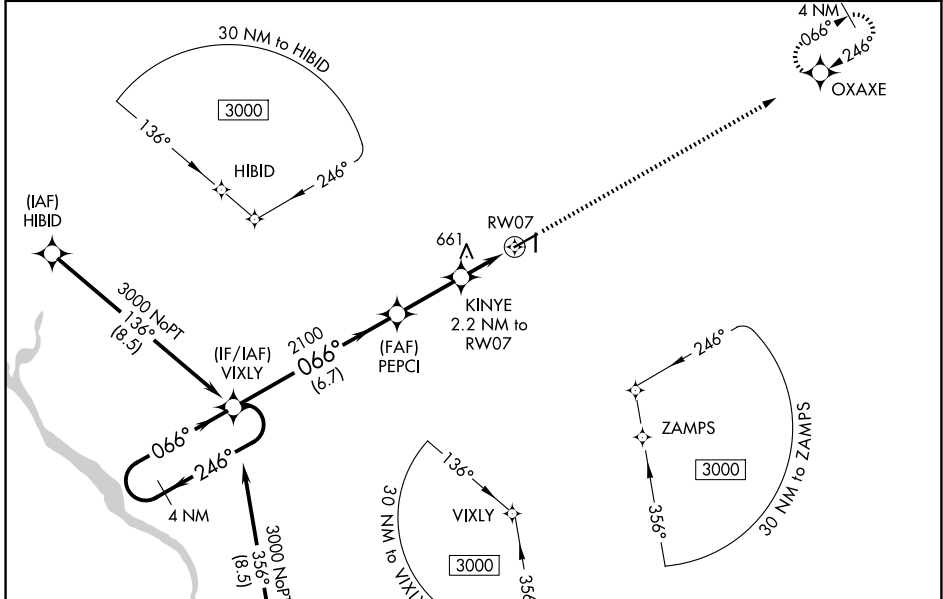 4 NM
066°
246°
OXAXE
30 NM to HIBID
3000
136°
HIBID
246°
(IAF)
HIBID
3000 NoPT
136°
(8.5)
RW07
661
KINYE
2.2 NM to
RW07
(FAF)
PEPCI
2100
066°
(6.7)
(IF/IAF)
VIXLY
066°
246°
4 NM
3000 NoPT
356°
(8.5)
136°
VIXLY
3000
30 NM to VIXLY
356
246°
ZAMPS
3000
356°
30 NM to ZAMPS